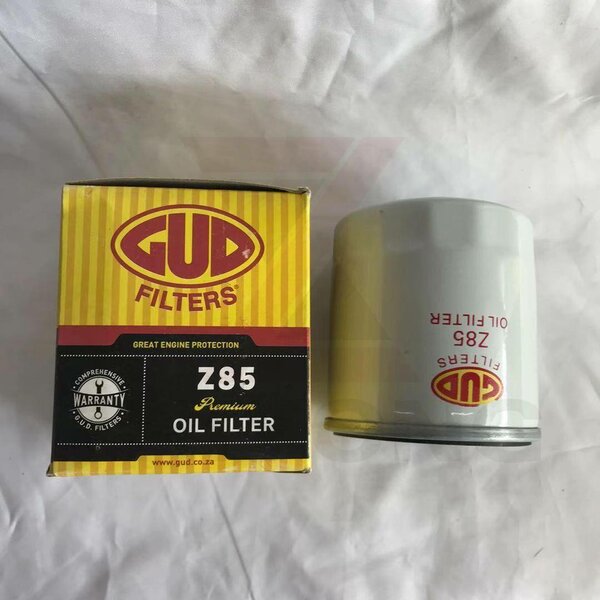 GUD
FILTERS®
GREAT ENGINE PROTECTION
COMPREHENSIVE
WARRANTY
G.U.D. FILTERS
Z85
Premium
OIL FILTER
www.gud.co.za
GUD
FILTERS
Z85
OIL FILTER